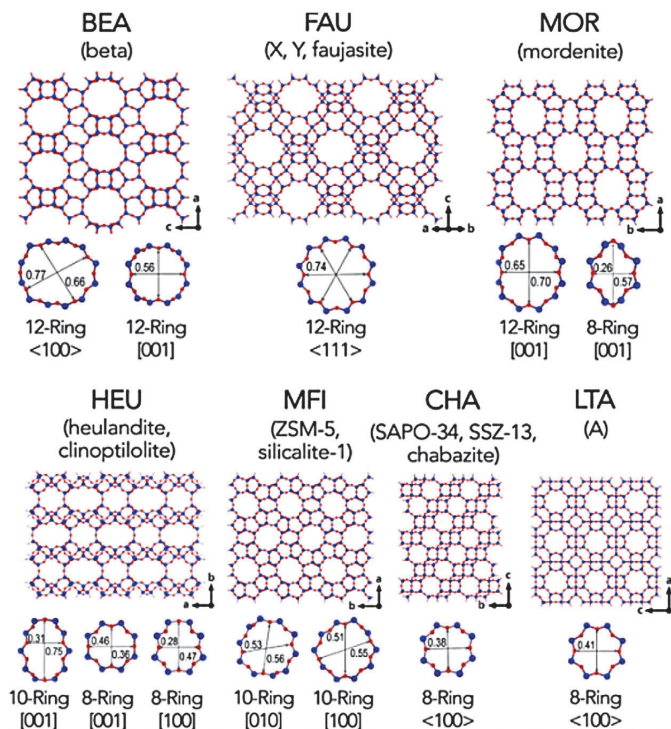 BEA
(beta)
FAU
(X, Y, faujasite)
MOR
(mordenite)
a
c
c
a
b
a
b
0.77
0.66
0.56
0.74
0.65
0.70
0.26
0.57
12-Ring
<100>
12-Ring
[001]
12-Ring
<111>
12-Ring
[001]
8-Ring
[001]
HEU
(heulandite,
clinoptilolite)
MFI
(ZSM-5,
silicalite-1)
CHA
(SAPO-34, SSZ-13,
chabazite)
LTA
(A)
b
a
a
b
c
b
a
c
0.31
0.75
0.46
0.36
0.28
0.47
0.53
0.56
0.51
0.55
0.38
0.41
10-Ring
[001]
8-Ring
[001]
8-Ring
[100]
10-Ring
[010]
10-Ring
[100]
8-Ring
<100>
8-Ring
<100>